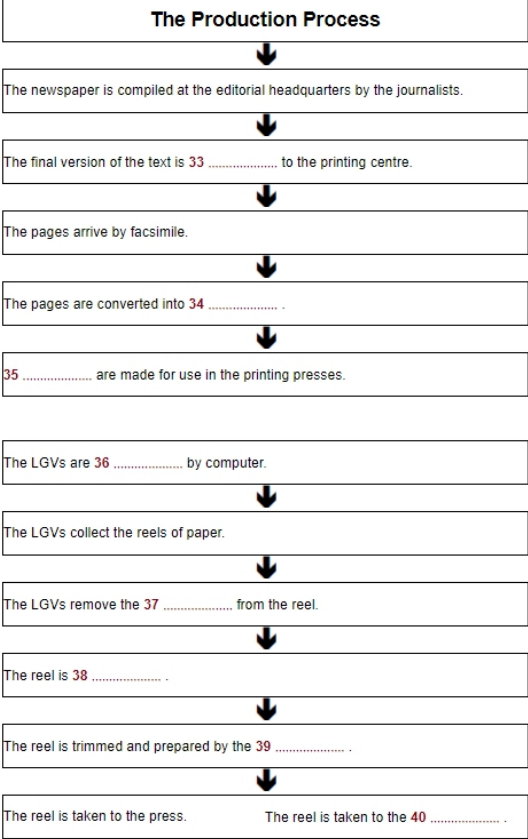 The Production Process
The newspaper is compiled at the editorial headquarters by the journalists.
The final version of the text is 33 .................... to the printing centre.
The pages arrive by facsimile.
The pages are converted into 34 .................... .
35 .................... are made for use in the printing presses.
The LGVs are 36 .................... by computer.
The LGVs collect the reels of paper.
The LGVs remove the 37 .................... from the reel.
The reel is 38 .................... .
The reel is trimmed and prepared by the 39 .................... .
The reel is taken to the press. The reel is taken to the 40 .................... .